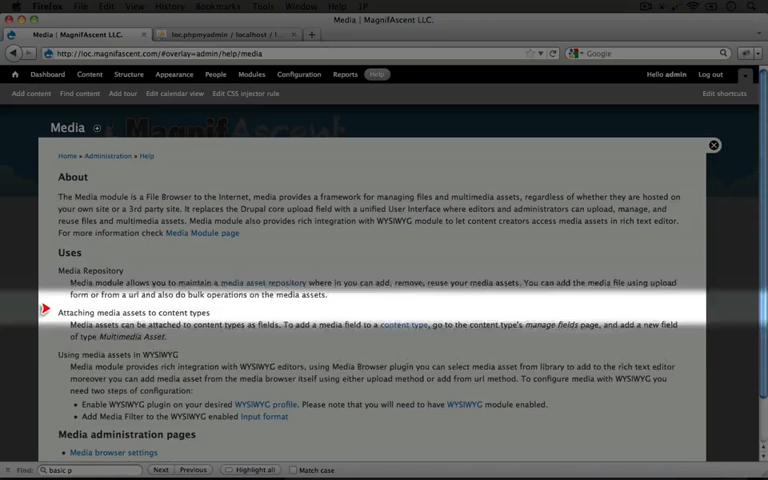 Firefox File Edit View History Bookmarks Tools Window Help
Media | MagnifAscent LLC.
Media | MagnifAscent LLC. loc.phpmyadmin / localhost / l...
http://loc.magnifascent.com/#overlay=admin/help/media Google
Dashboard Content Structure Appearance People Modules Configuration Reports Help Hello admin Log out
Add content Find content Add tour Edit calendar view Edit CSS injector rule Edit shortcuts
Media MagnifAscent
Home » Administration » Help
About
The Media module is a File Browser to the Internet, media provides a framework for managing files and multimedia assets, regardless of whether they are hosted on
your own site or a 3rd party site. It replaces the Drupal core upload field with a unified User Interface where editors and administrators can upload, manage, and
reuse files and multimedia assets. Media module also provides rich integration with WYSIWYG module to let content creators access media assets in rich text editor.
For more information check Media Module page
Uses
Media Repository
Media module allows you to maintain a media asset repository where in you can add, remove, reuse your media assets. You can add the media file using upload
form or from a url and also do bulk operations on the media assets.
Attaching media assets to content types
Media assets can be attached to content types as fields. To add a media field to a content type, go to the content type's manage fields page, and add a new field
of type Multimedia Asset.
Using media assets in WYSIWYG
Media module provides rich integration with WYSIWYG editors, using Media Browser plugin you can select media asset from library to add to the rich text editor
moreover you can add media asset from the media browser itself using either upload method or add from url method. To configure media with WYSIWYG you
need two steps of configuration:
• Enable WYSIWYG plugin on your desired WYSIWYG profile. Please note that you will need to have WYSIWYG module enabled.
• Add Media Filter to the WYSIWYG enabled Input format
Media administration pages
• Media browser settings
Find: basic p Next Previous Highlight all Match case